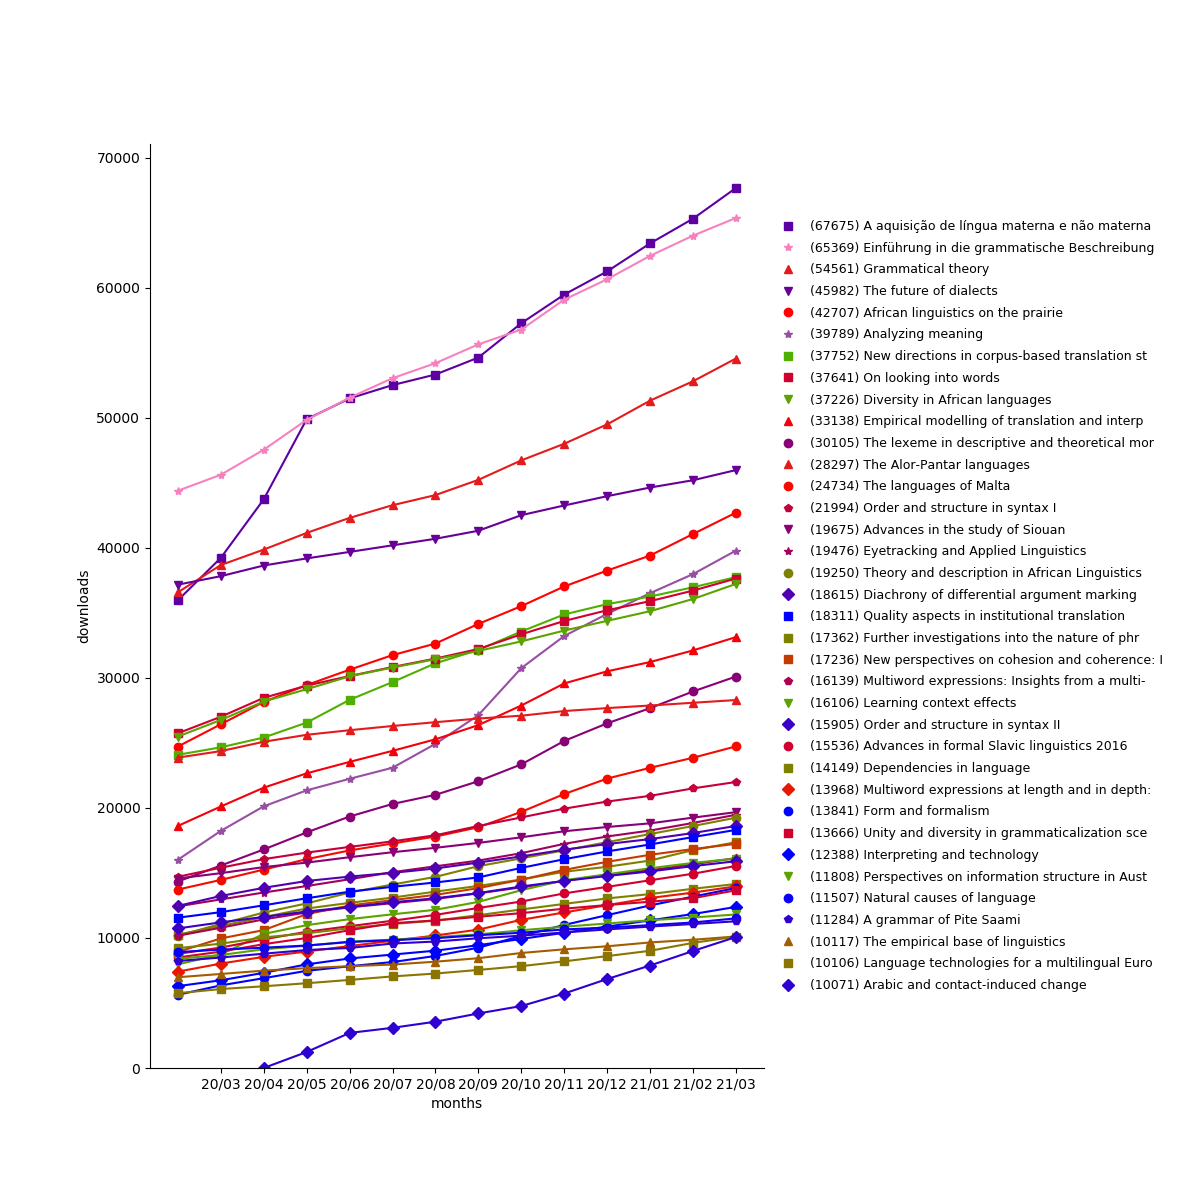 70000
60000
50000
40000
30000
20000
10000
0
downloads
20/03 20/04 20/05 20/06 20/07 20/08 20/09 20/10 20/11 20/12 21/01 21/02 21/03
months
(67675) A aquisição de língua materna e não materna
(65369) Einführung in die grammatische Beschreibung
(54561) Grammatical theory
(45982) The future of dialects
(42707) African linguistics on the prairie
(39789) Analyzing meaning
(37752) New directions in corpus-based translation st
(37641) On looking into words
(37226) Diversity in African languages
(33138) Empirical modelling of translation and interp
(30105) The lexeme in descriptive and theoretical mor
(28297) The Alor-Pantar languages
(24734) The languages of Malta
(21994) Order and structure in syntax I
(19675) Advances in the study of Siouan
(19476) Eyetracking and Applied Linguistics
(19250) Theory and description in African Linguistics
(18615) Diachrony of differential argument marking
(18311) Quality aspects in institutional translation
(17362) Further investigations into the nature of phr
(17236) New perspectives on cohesion and coherence: I
(16139) Multiword expressions: Insights from a multi-
(16106) Learning context effects
(15905) Order and structure in syntax II
(15536) Advances in formal Slavic linguistics 2016
(14149) Dependencies in language
(13968) Multiword expressions at length and in depth:
(13841) Form and formalism
(13666) Unity and diversity in grammaticalization sce
(12388) Interpreting and technology
(11808) Perspectives on information structure in Aust
(11507) Natural causes of language
(11284) A grammar of Pite Saami
(10117) The empirical base of linguistics
(10106) Language technologies for a multilingual Euro
(10071) Arabic and contact-induced change